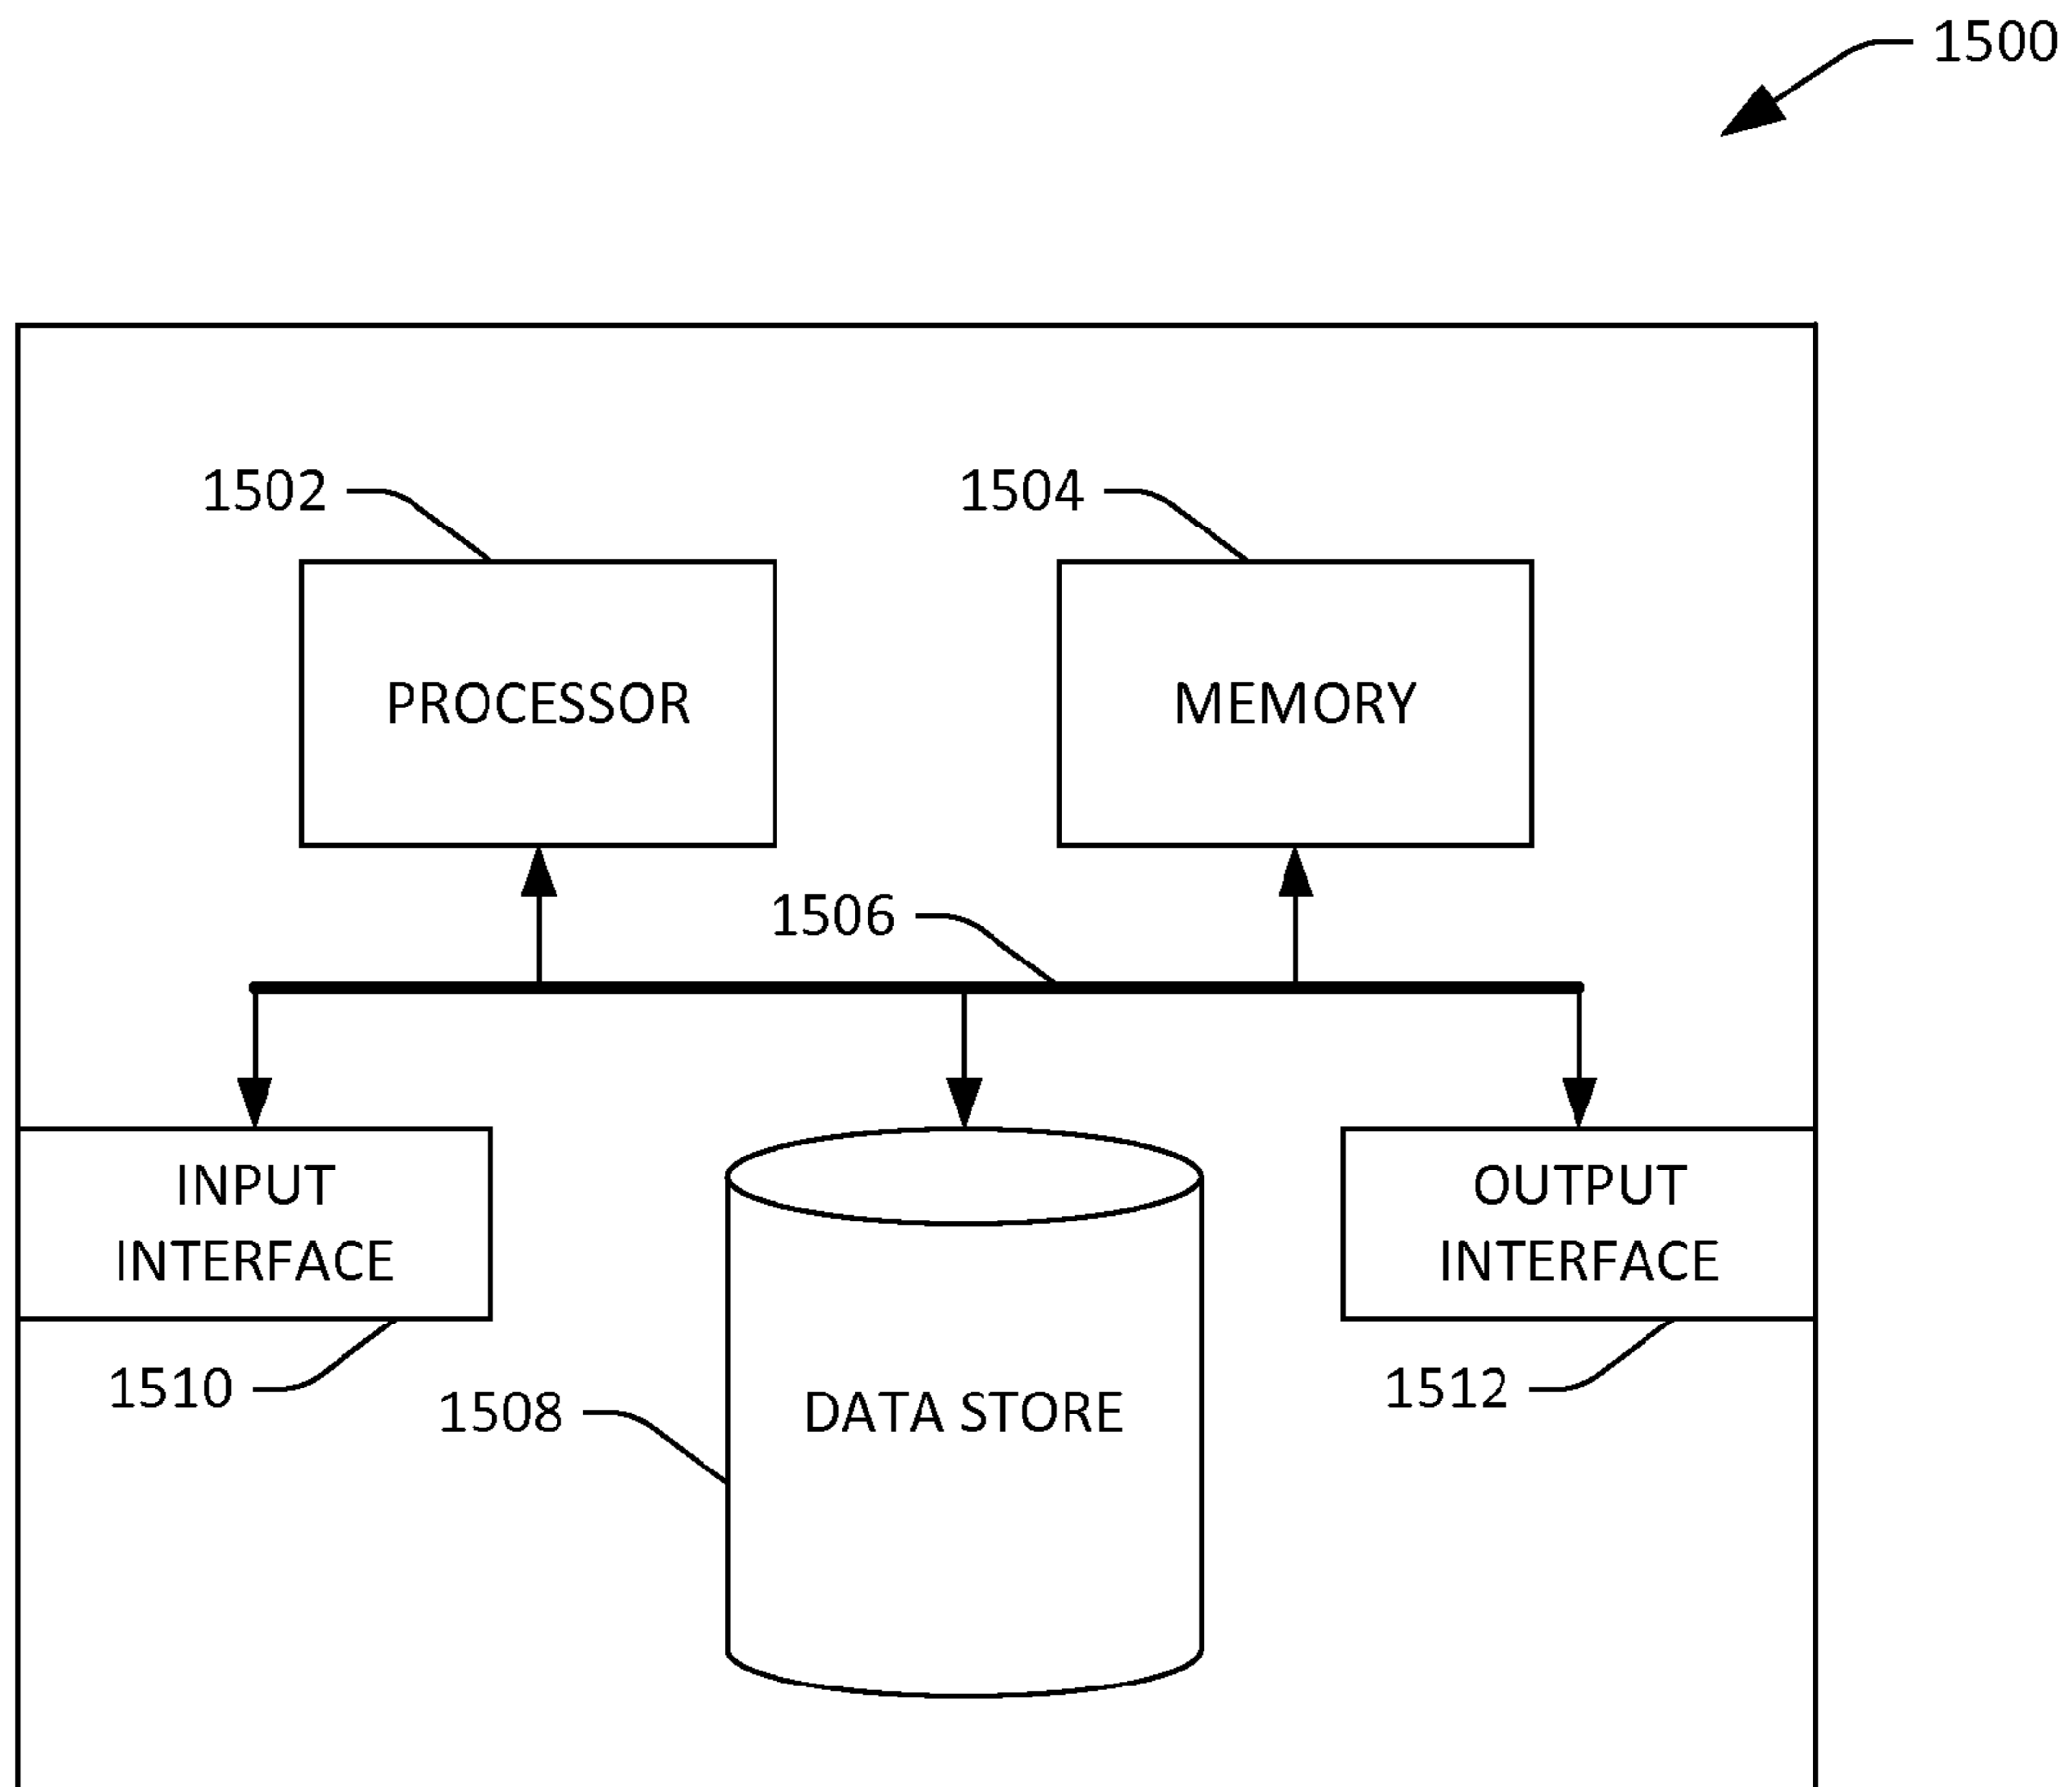 1500
1502
1504
PROCESSOR
MEMORY
1506
INPUT
INTERFACE
OUTPUT
INTERFACE
1510
1508
DATA STORE
1512